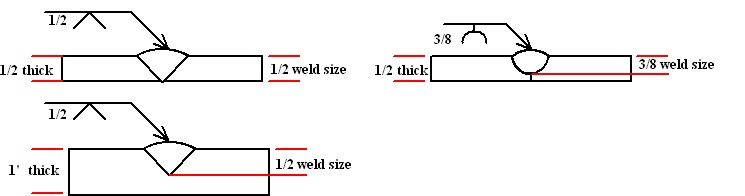 1/2
1/2 thick
1/2 weld size
3/8
1/2 thick
3/8 weld size
1/2
1' thick
1/2 weld size